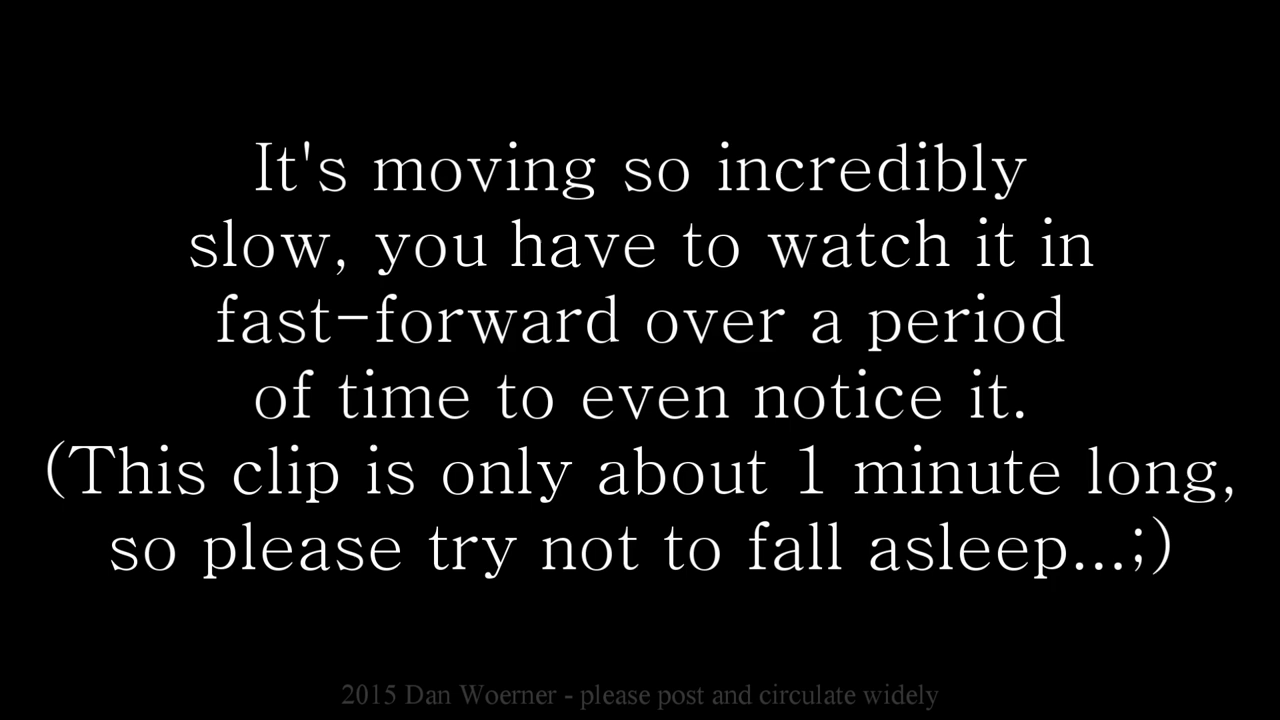 It's moving so incredibly
slow, you have to watch it in
fast-forward over a period
of time to even notice it.
(This clip is only about 1 minute long,
so please try not to fall asleep...;)
2015 Dan Woerner - please post and circulate widely